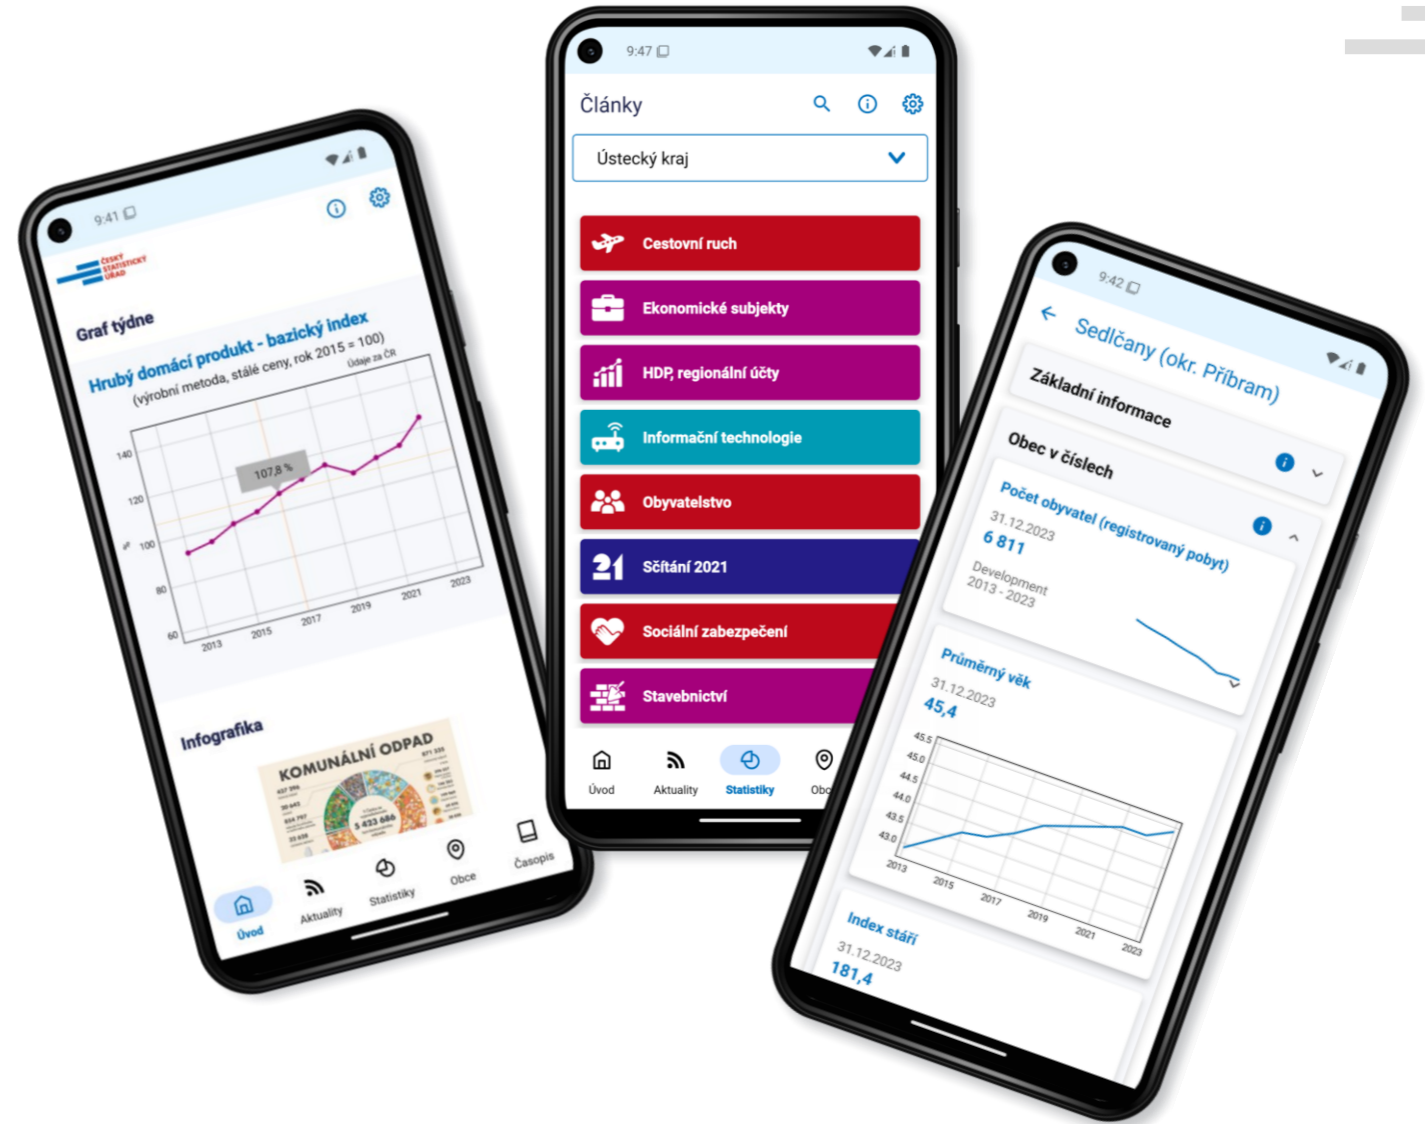 9:41
ČESKÝ
STATISTICKÝ
ÚŘAD
Graf týdne
Hrubý domácí produkt - bazický index
(výrobní metoda, stálé ceny, rok 2015 = 100)
Údaje za ČR
140
120
100
80
60
%
107,8 %
2013
2015
2017
2019
2021
2023
Infografika
KOMUNÁLNÍ ODPAD
5 423 686
Úvod
Aktuality
Statistiky
Obce
Časopis
9:47
Články
Ústecký kraj
Cestovní ruch
Ekonomické subjekty
HDP, regionální účty
Informační technologie
Obyvatelstvo
21 Sčítání 2021
Sociální zabezpečení
Stavebnictví
Úvod
Aktuality
Statistiky
Obc
9:42
Sedlčany (okr. Příbram)
Základní informace
Obec v číslech
Počet obyvatel (registrovaný pobyt)
31.12.2023
6 811
Development
2013 - 2023
Průměrný věk
31.12.2023
45,4
45.5
45.0
44.5
44.0
43.5
43.0
2013
2015
2017
2019
2021
2023
Index stáří
31.12.2023
181,4